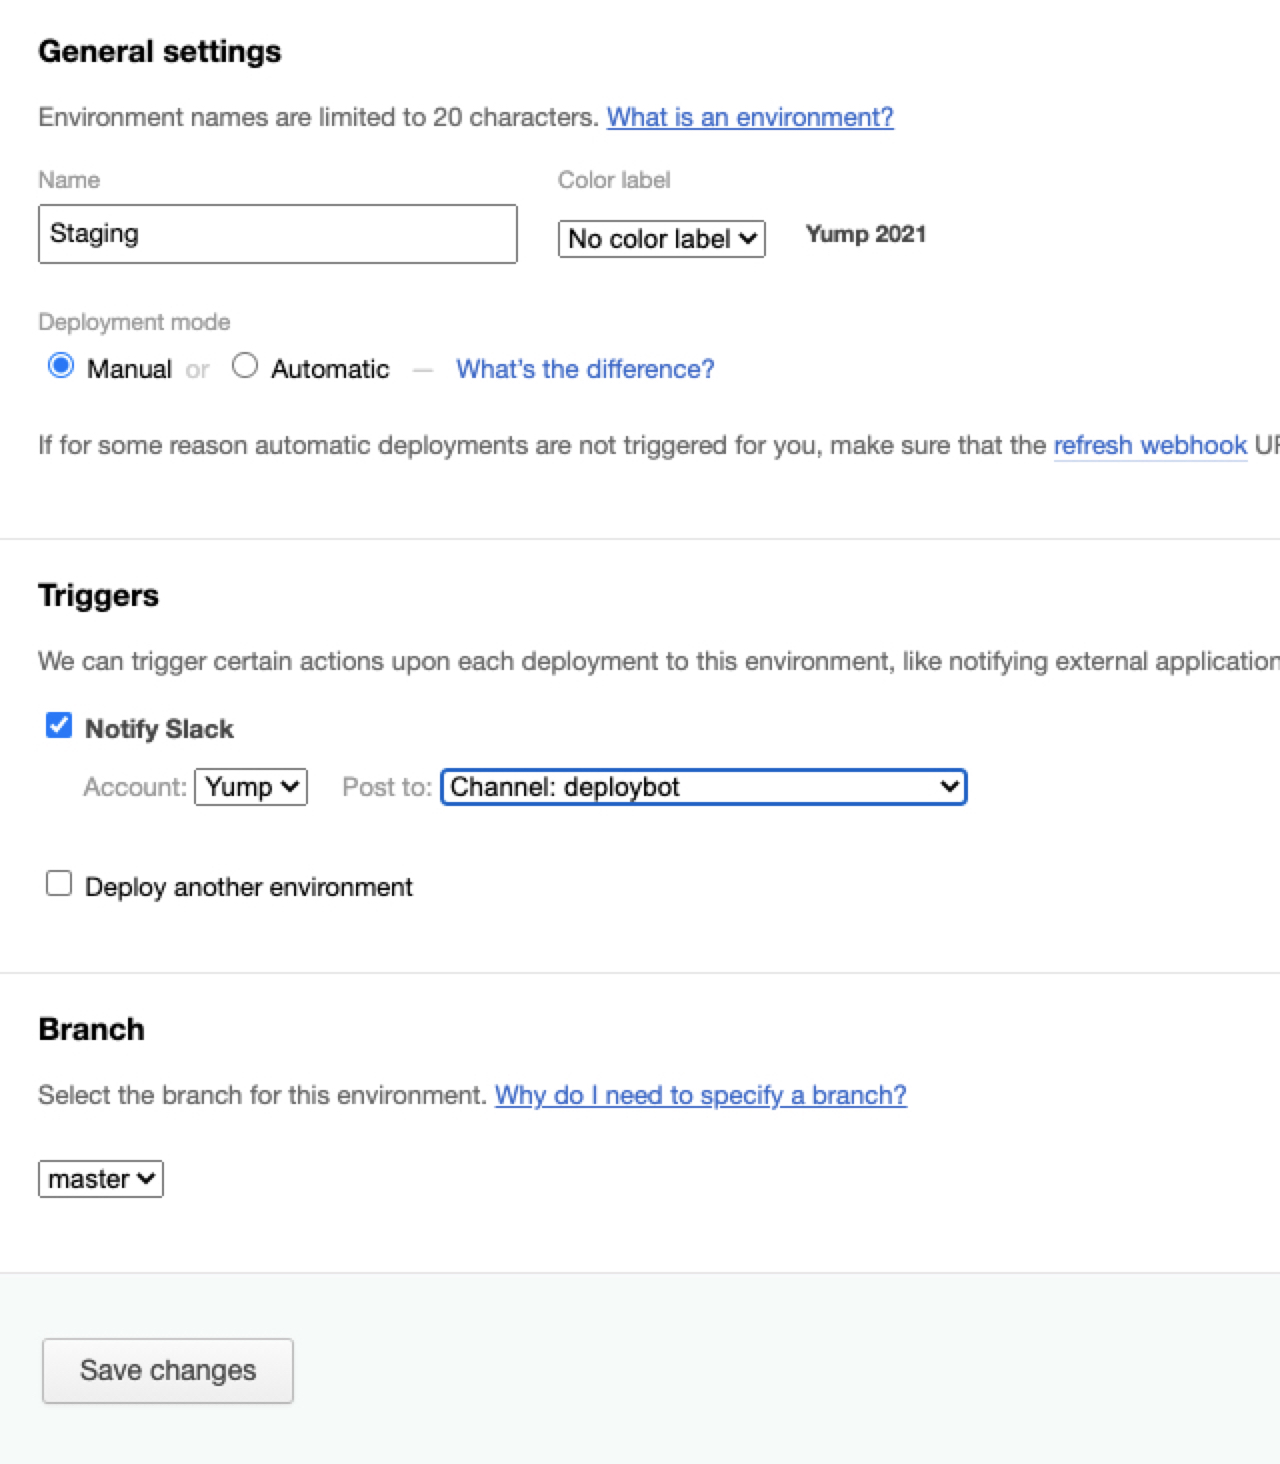 General settings
Environment names are limited to 20 characters. What is an environment?
Name Color label
Staging No color label Yump 2021
Deployment mode
Manual or Automatic — What's the difference?
If for some reason automatic deployments are not triggered for you, make sure that the refresh webhook
Triggers
We can trigger certain actions upon each deployment to this environment, like notifying external application
Notify Slack
Account: Yump Post to: Channel: deploybot
Deploy another environment
Branch
Select the branch for this environment. Why do I need to specify a branch?
master
Save changes